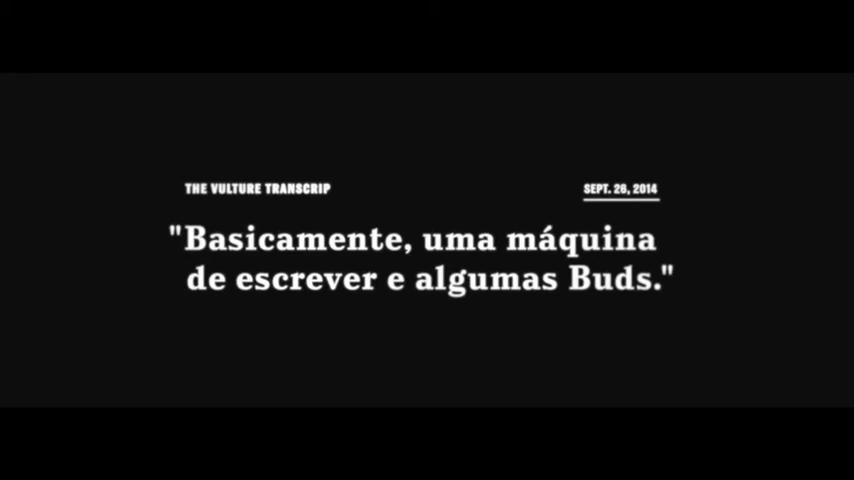 THE VULTURE TRANSCRIP
SEPT. 26, 2014
"Basicamente, uma máquina
de escrever e algumas Buds."